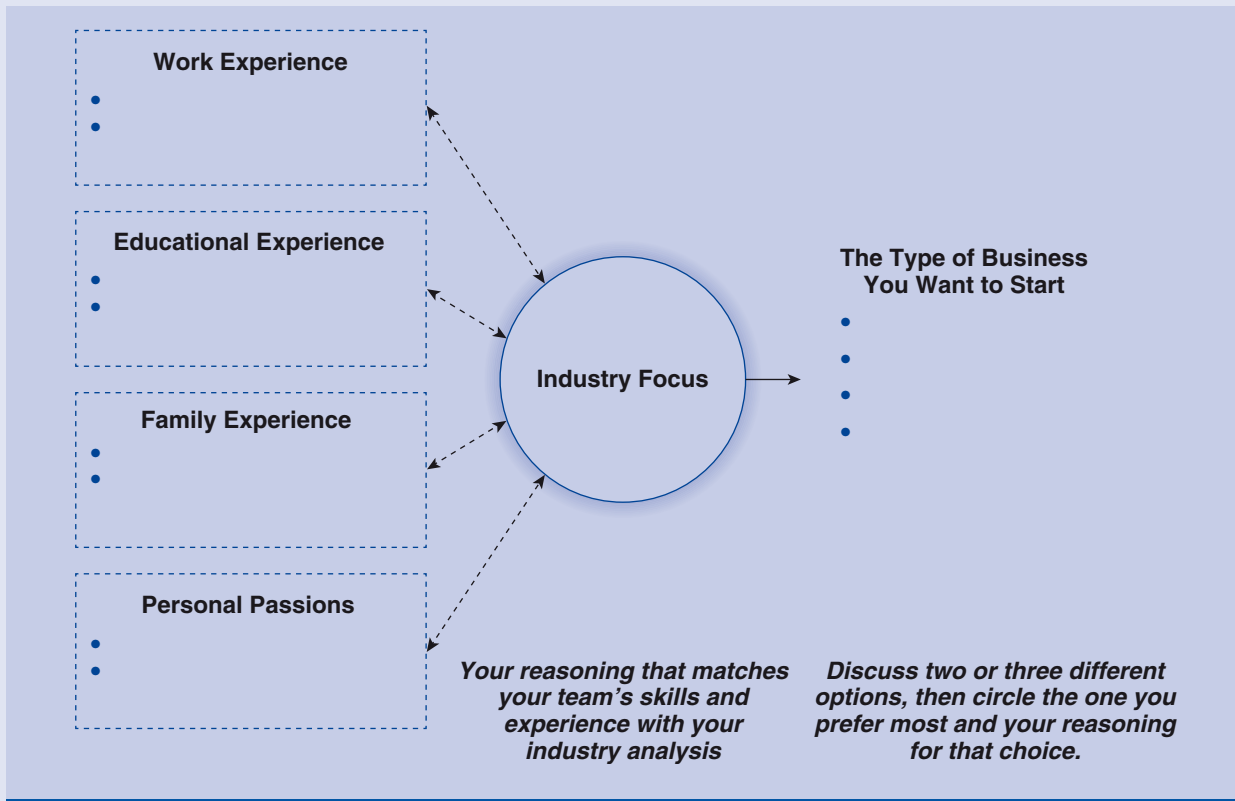 Work Experience
•
•
Educational Experience
•
•
Family Experience
•
•
Personal Passions
•
•
Industry Focus
The Type of Business
You Want to Start
•
•
•
•
Your reasoning that matches
your team’s skills and
experience with your
industry analysis
Discuss two or three different
options, then circle the one you
prefer most and your reasoning
for that choice.